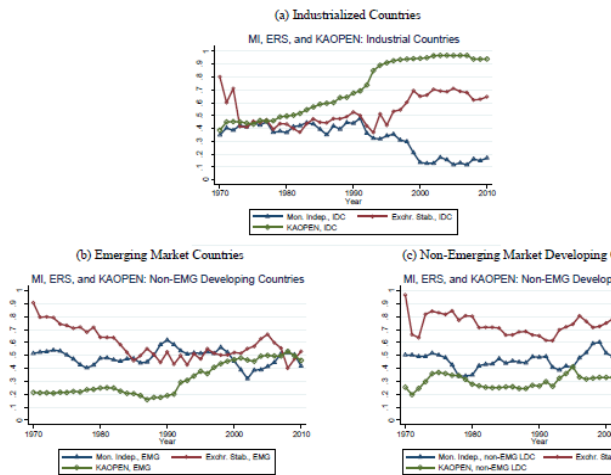 (a) Industrialized Countries
MI, ERS, and KAOPEN: Industrial Countries
1
.9
.8
.7
.6
.5
.4
.3
.2
.1
0
1970 1980 1990 2000 2010
Year
Mon. Indep., IDC Exchr. Stab., IDC
KAOPEN, IDC
(b) Emerging Market Countries
MI, ERS, and KAOPEN: Non-EMG Developing Countries
1
.9
.8
.7
.6
.5
.4
.3
.2
.1
0
1970 1980 1990 2000 2010
Year
Mon. Indep., EMG Exchr. Stab., EMG
KAOPEN, EMG
(c) Non-Emerging Market Developing C
MI, ERS, and KAOPEN: Non-EMG Develop
1
.9
.8
.7
.6
.5
.4
.3
.2
.1
0
1970 1980 1990 200
Year
Mon. Indep., non-EMG LDC Exchr. Stab
KAOPEN, non-EMG LDC